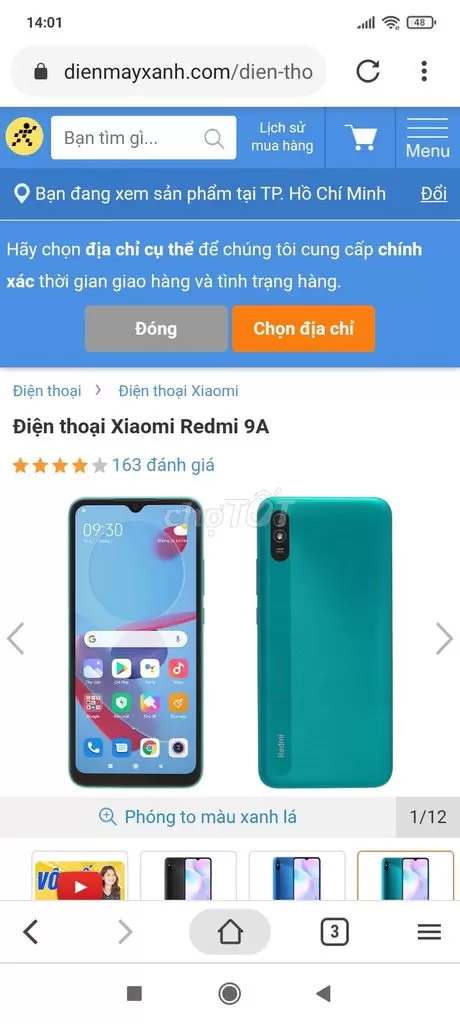 14:01
48
dienmayxanh.com/dien-tho
Bạn tìm gì...
Lịch sử
mua hàng
Menu
Bạn đang xem sản phẩm tại TP. Hồ Chí Minh
Đổi
Hãy chọn địa chỉ cụ thể để chúng tôi cung cấp chính
xác thời gian giao hàng và tình trạng hàng.
Đóng
Chọn địa chỉ
Điện thoại
Điện thoại Xiaomi
Điện thoại Xiaomi Redmi 9A
163 đánh giá
chợTỐT
09:30
Redmi
Phóng to màu xanh lá
1/12
3